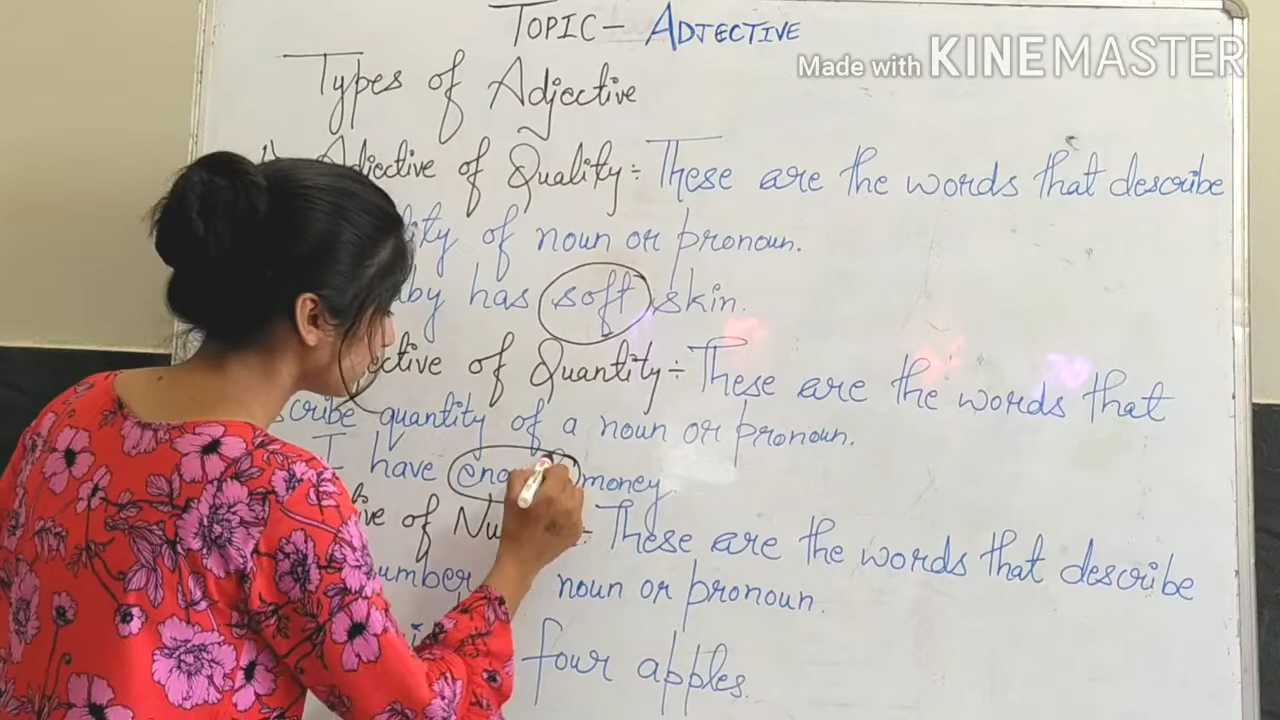 TOPIC - ADJECTIVE
Made with KINEMASTER
Types of Adjective
1) Adjective of Quality :- These are the words that describe
of noun or pronoun.
has soft skin.
of Quantity :- These are the words that
quantity of a noun or pronoun.
I have money.
of These are the words that describe
noun or pronoun.
four apples.